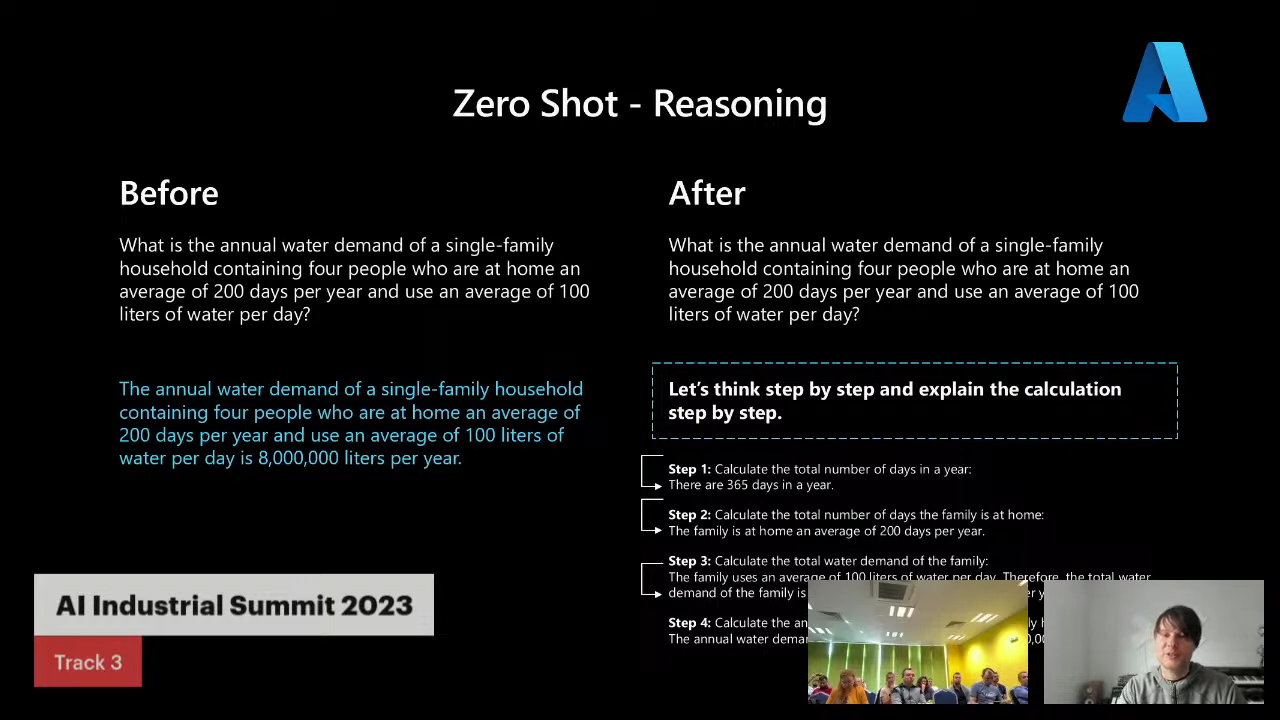 Zero Shot - Reasoning
Before
What is the annual water demand of a single-family
household containing four people who are at home an
average of 200 days per year and use an average of 100
liters of water per day?
The annual water demand of a single-family household
containing four people who are at home an average of
200 days per year and use an average of 100 liters of
water per day is 8,000,000 liters per year.
After
What is the annual water demand of a single-family
household containing four people who are at home an
average of 200 days per year and use an average of 100
liters of water per day?
Let's think step by step and explain the calculation
step by step.
Step 1: Calculate the total number of days in a year:
There are 365 days in a year.
Step 2: Calculate the total number of days the family is at home:
The family is at home an average of 200 days per year.
Step 3: Calculate the total water demand of the family:
The family uses an average of 100 liters of water per day. Therefore, the total water
demand of the family is
Step 4: Calculate the
The annual water
AI Industrial Summit 2023
Track 3